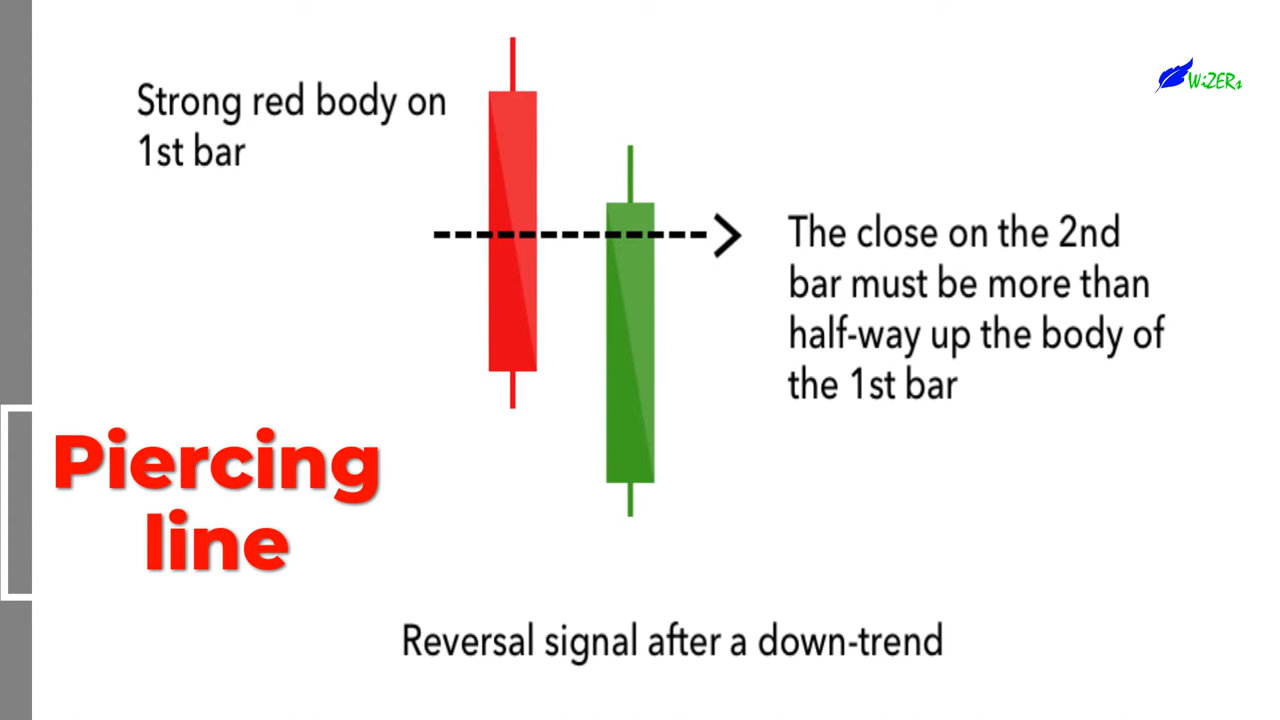 WiZERs
Strong red body on
1st bar
The close on the 2nd
bar must be more than
half-way up the body of
the 1st bar
Piercing
line
Reversal signal after a down-trend